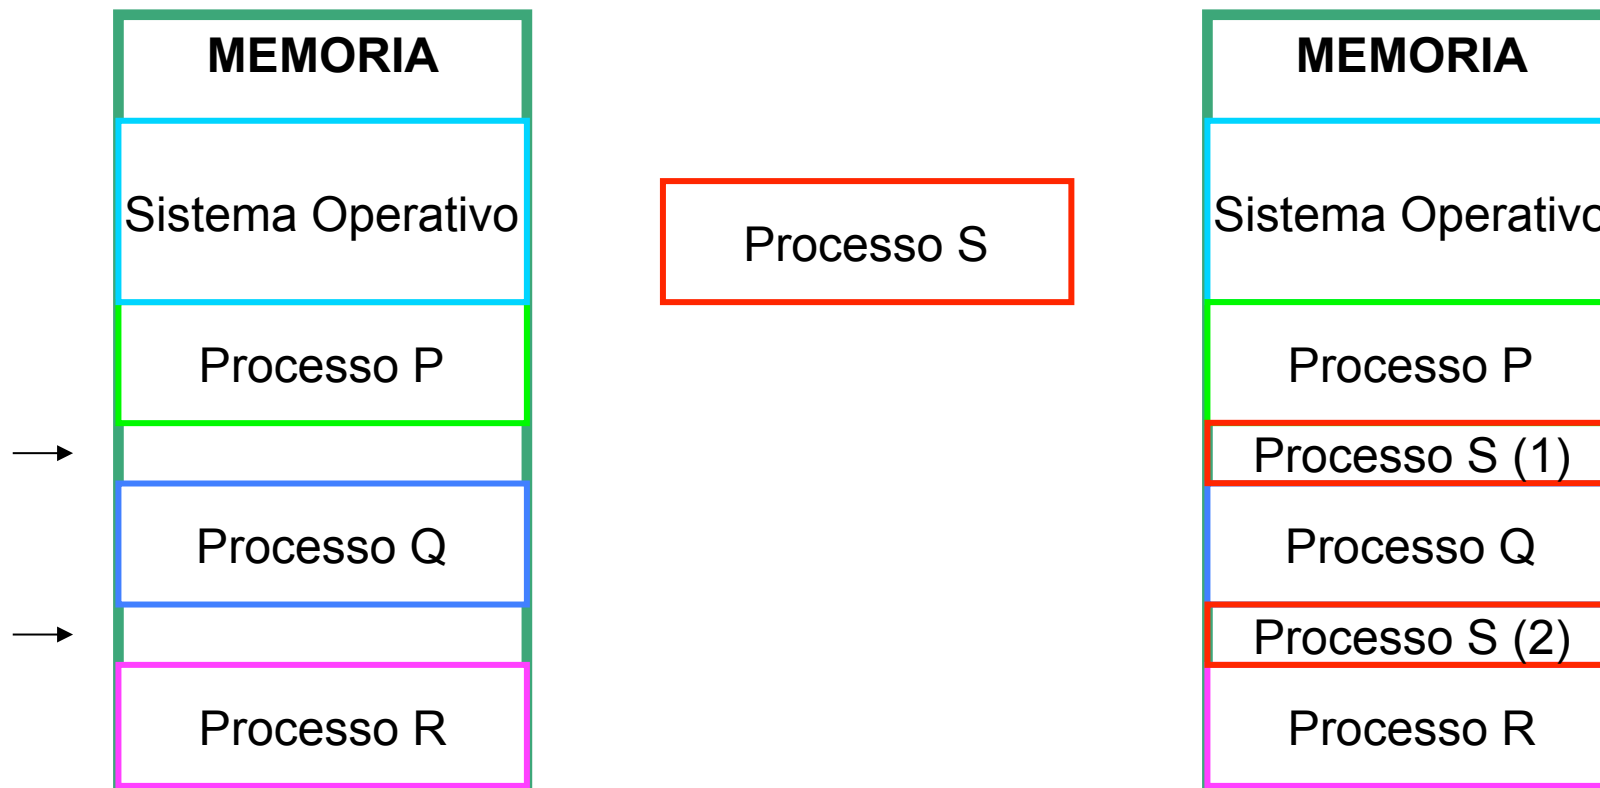 MEMORIA
Sistema Operativo
Processo P
Processo Q
Processo R
Processo S
MEMORIA
Sistema Operativo
Processo P
Processo S (1)
Processo Q
Processo S (2)
Processo R